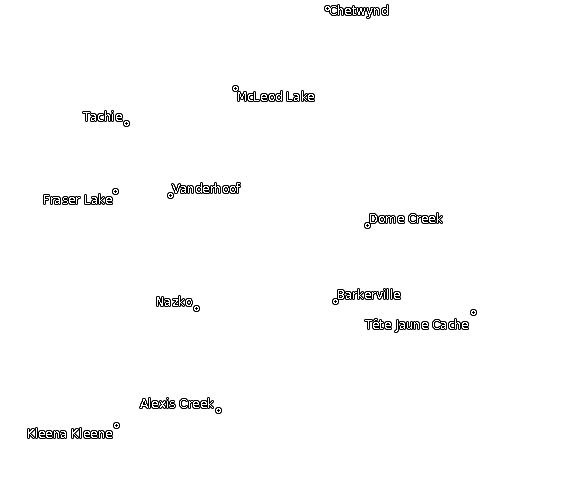 Chetwynd
McLeod Lake
Tachie
Vanderhoof
Fraser Lake
Dome Creek
Barkerville
Nazko
Tête Jaune Cache
Alexis Creek
Kleena Kleene